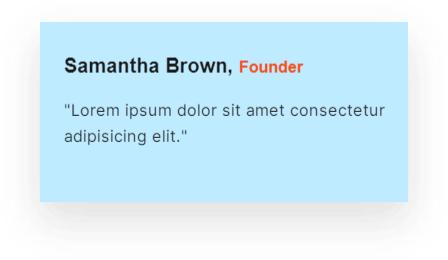 Samantha Brown, Founder
"Lorem ipsum dolor sit amet consectetur
adipisicing elit."